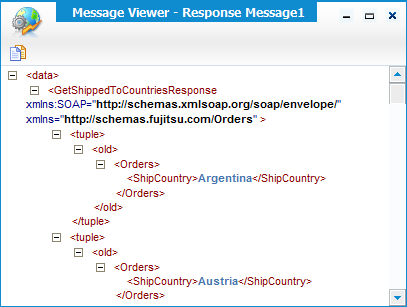 Message Viewer - Response Message1
<data>
<GetShippedToCountriesResponse
xmlns:SOAP="http://schemas.xmlsoap.org/soap/envelope/"
xmlns="http://schemas.fujitsu.com/Orders" >
<tuple>
<old>
<Orders>
<ShipCountry>Argentina</ShipCountry>
</Orders>
</old>
</tuple>
<tuple>
<old>
<Orders>
<ShipCountry>Austria</ShipCountry>
</Orders>